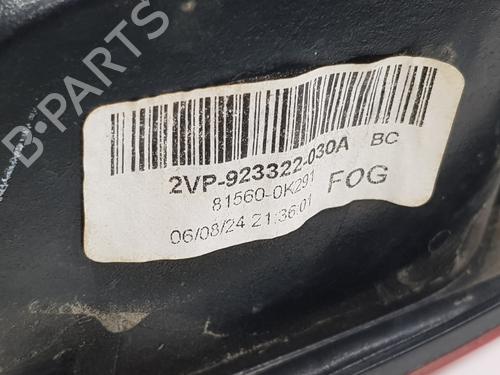 B-PARTS
2VP-923322-030A BC
81560-0K291 FOG
06/08/24 21:36:01